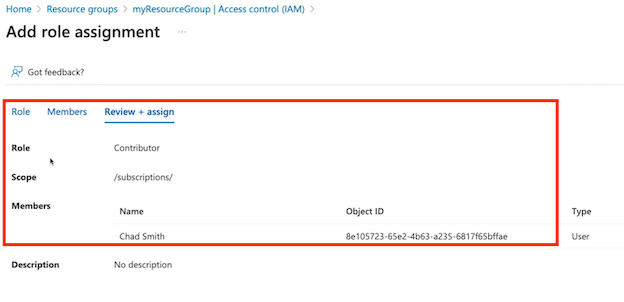 Home > Resource groups > myResourceGroup | Access control (IAM) >
Add role assignment ...
Got feedback?
Role Members Review + assign
Role Contributor
Scope /subscriptions/
Members
Name Object ID Type
Chad Smith 8e105723-65e2-4b63-a235-6817f65bffae User
Description No description